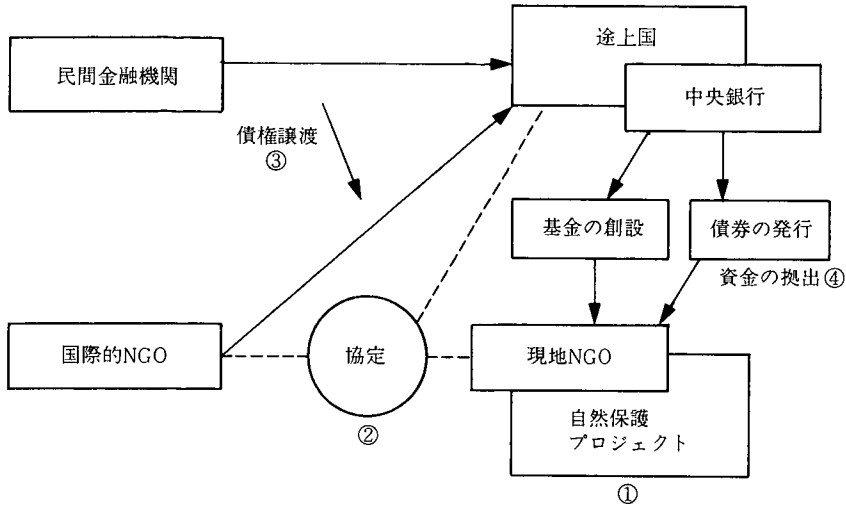 途上国
民間金融機関
中央銀行
債権譲渡
③
基金の創設
債券の発行
資金の拠出④
国際的NGO
協定
現地NGO
②
自然保護
プロジェクト
①